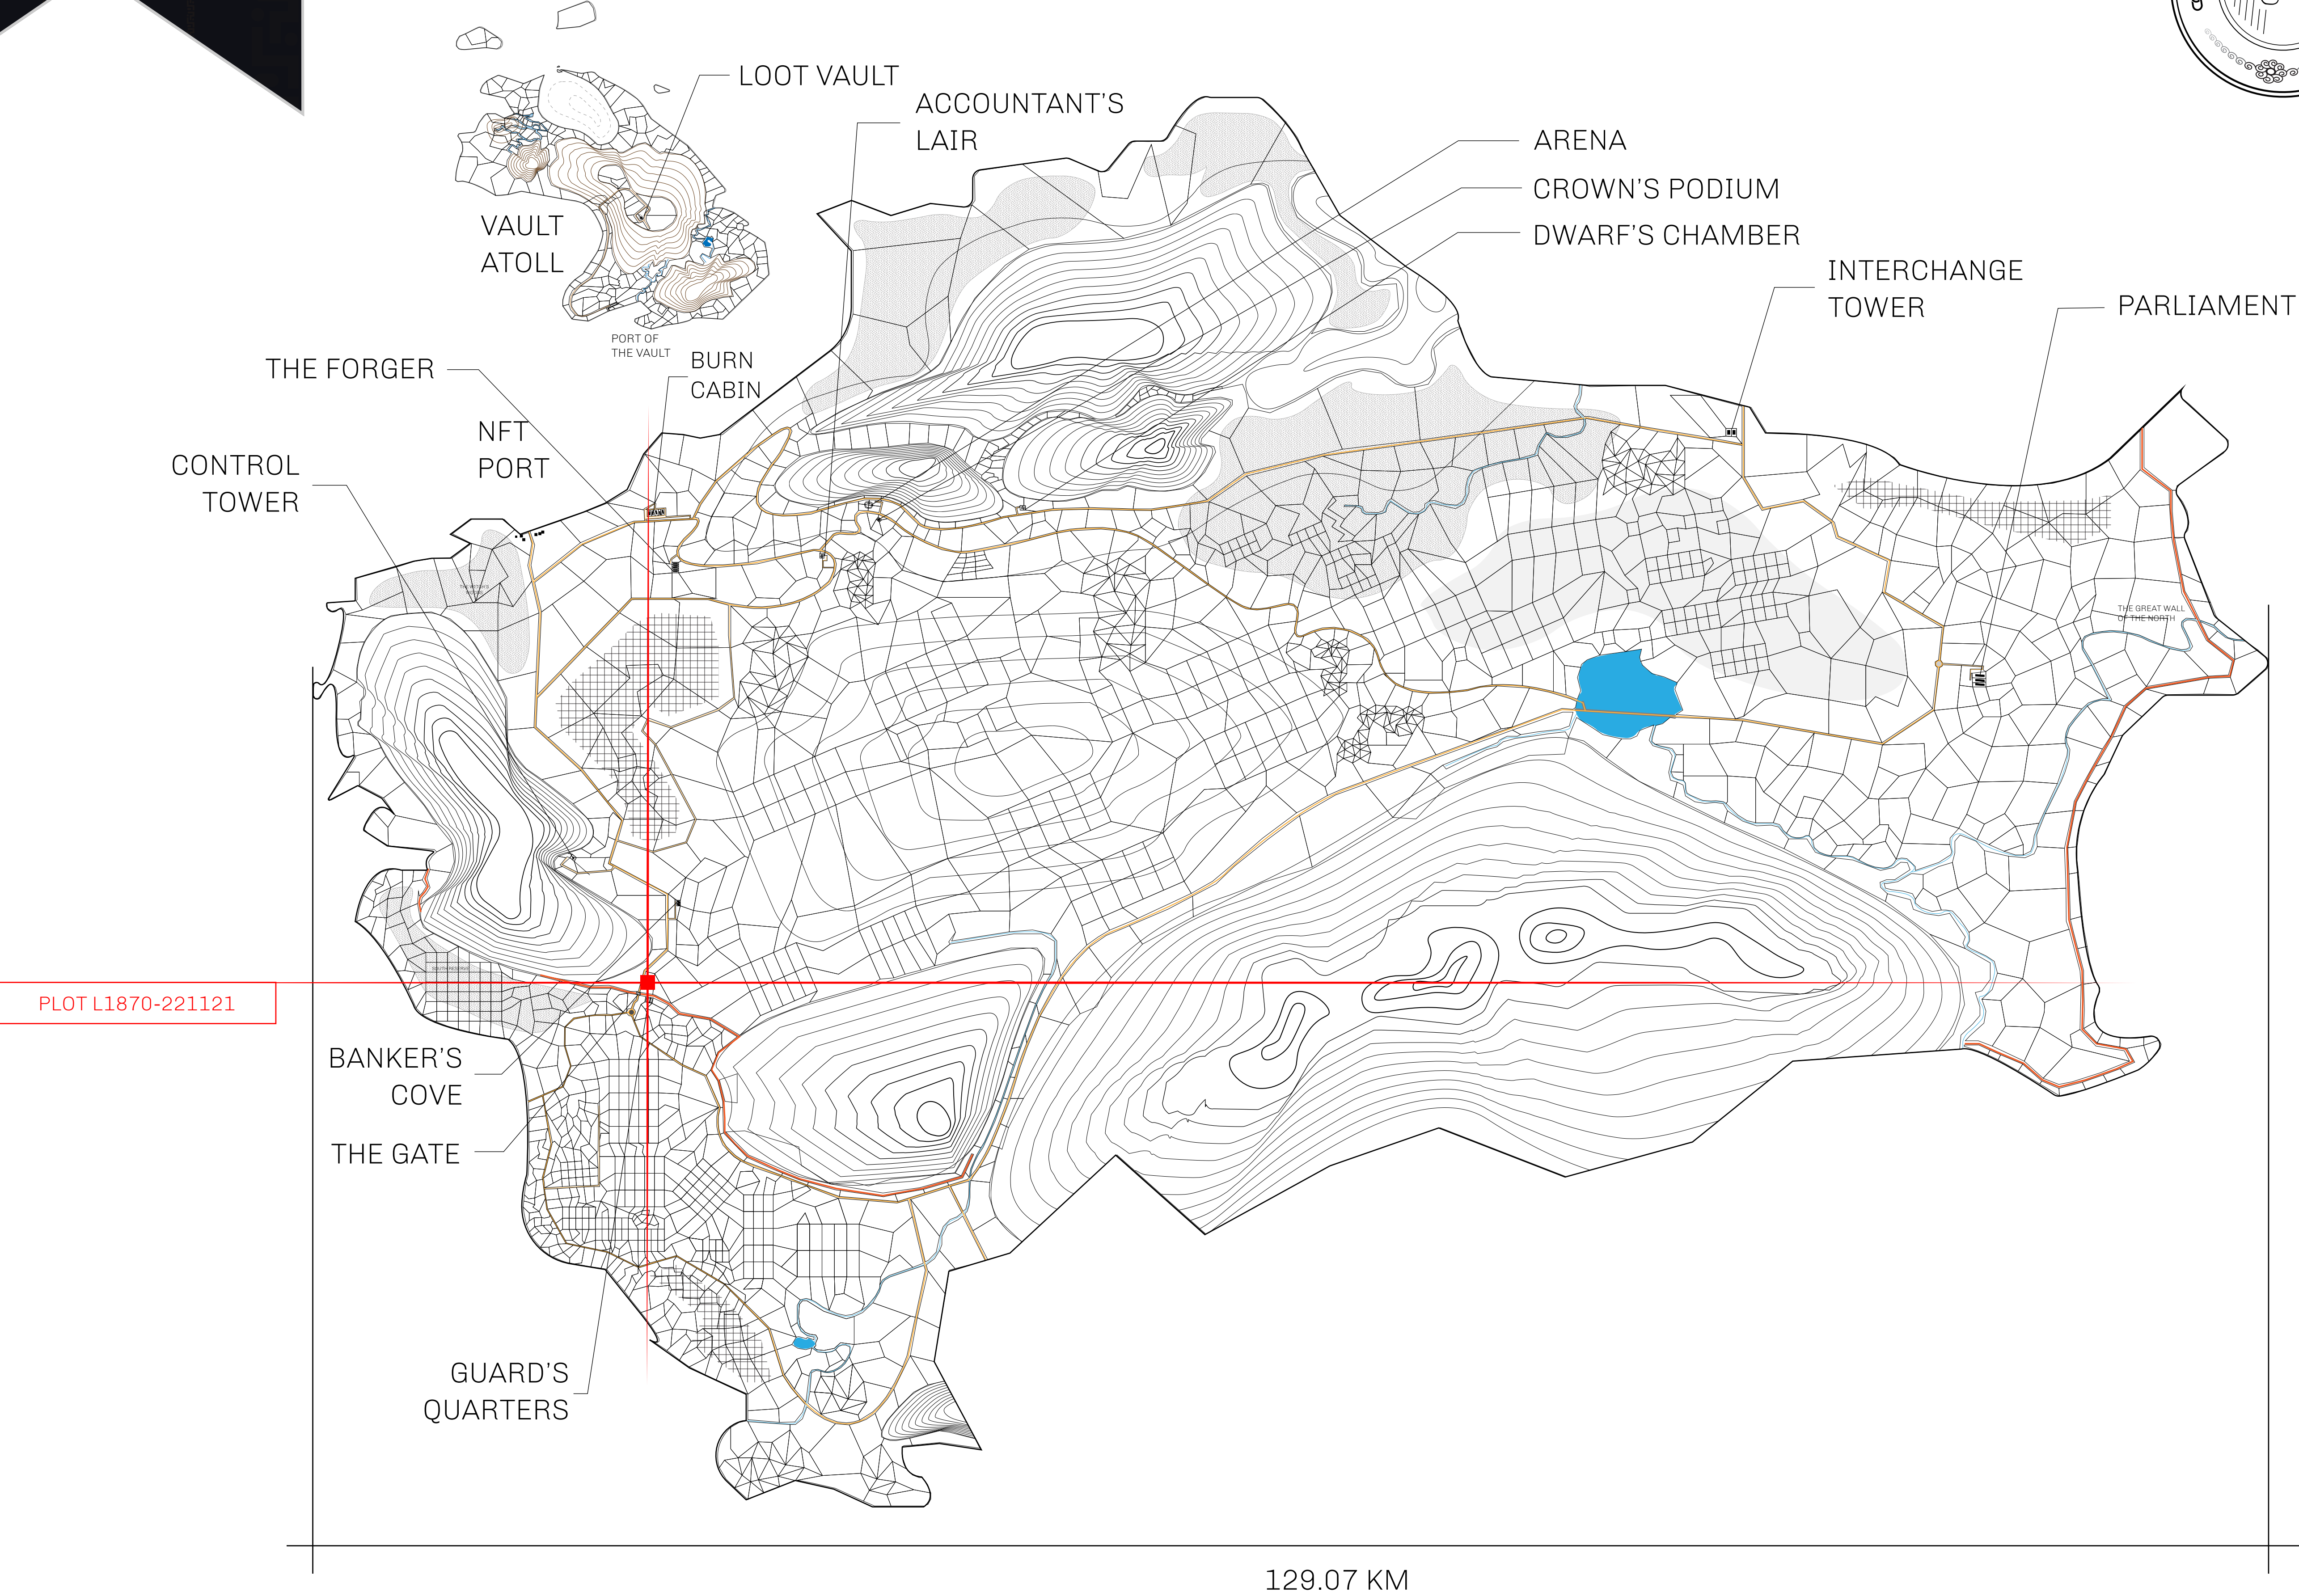 LOOT VAULT
ACCOUNTANT'S
LAIR
ARENA
CROWN'S PODIUM
DWARF'S CHAMBER
VAULT
ATOLL
INTERCHANGE
TOWER
PARLIAMENT
PORT OF
THE VAULT
BURN
CABIN
THE FORGER
NFT
PORT
CONTROL
TOWER
THE GREAT WALL
OF THE NORTH
SOUTH RESERVE
PLOT L1870-221121
BANKER'S
COVE
THE GATE
GUARD'S
QUARTERS
129.07 KM